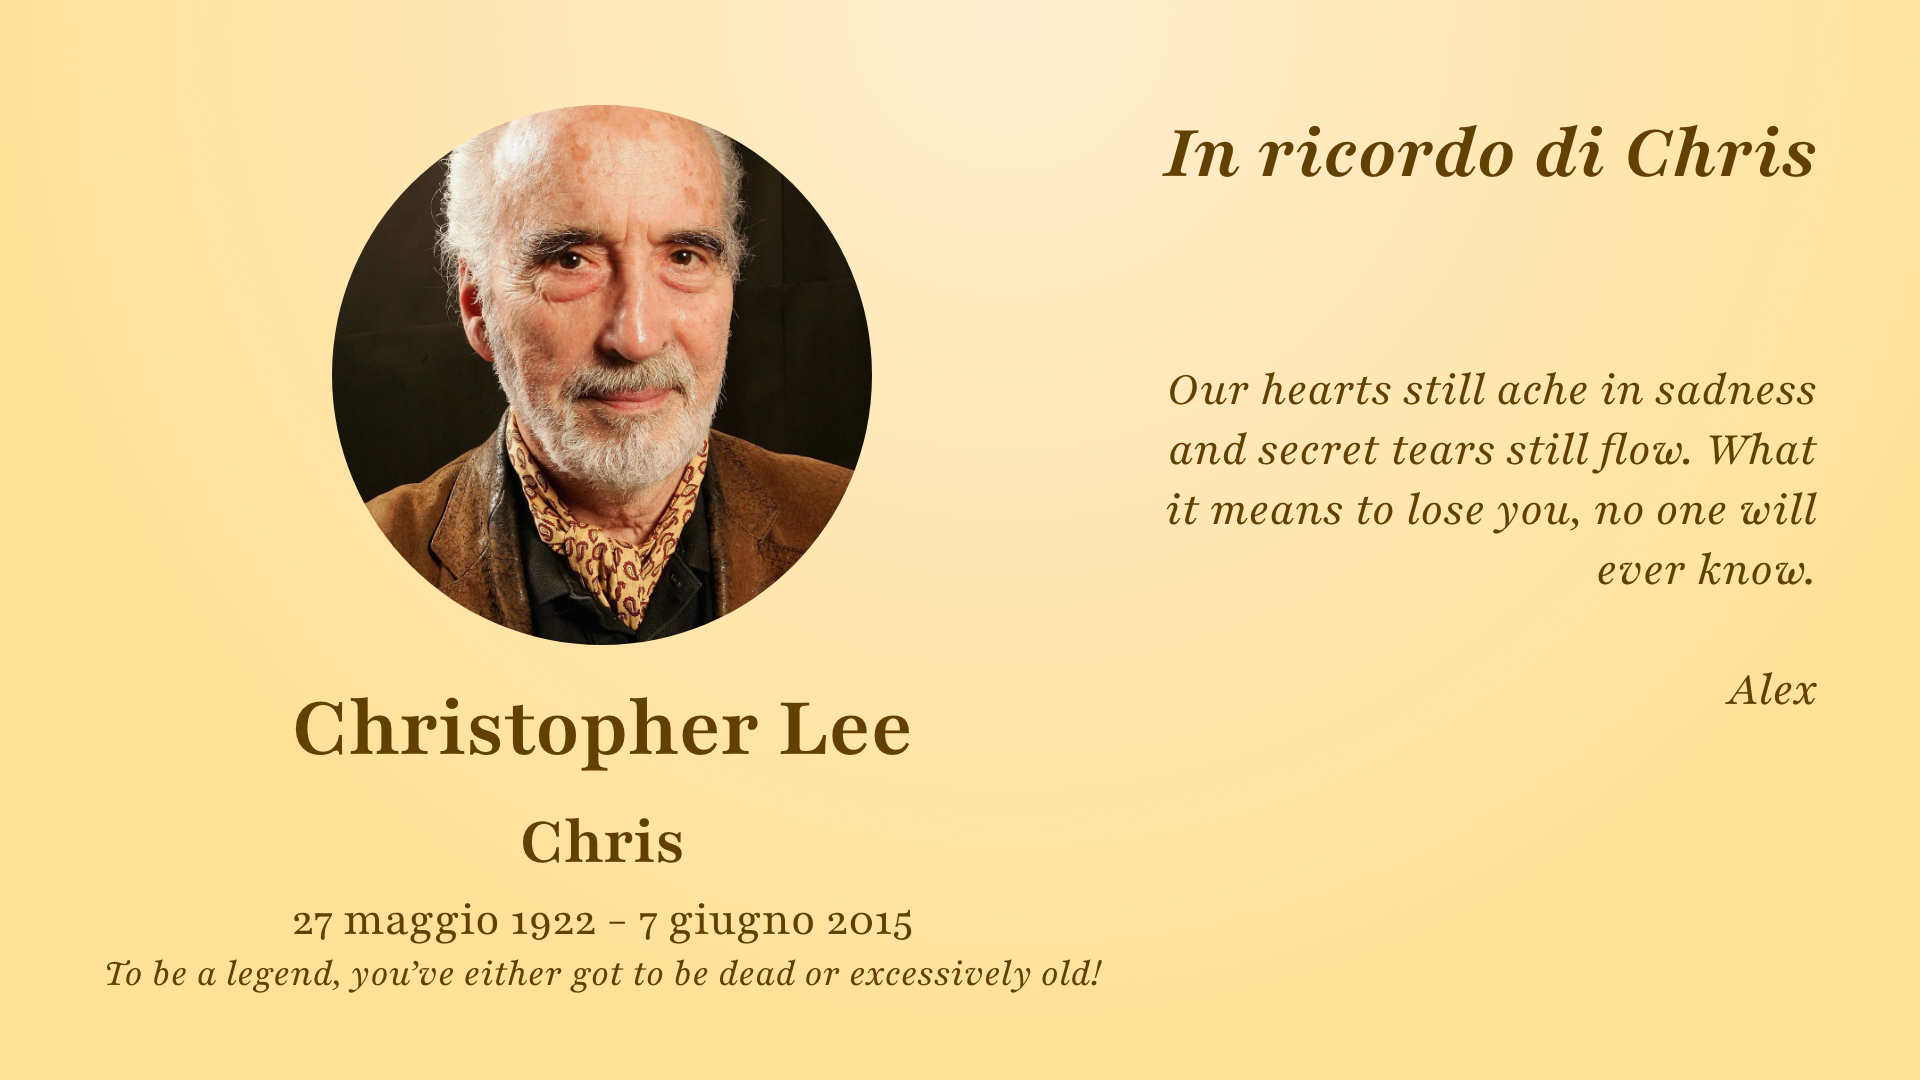 Christopher Lee
Chris
27 maggio 1922 – 7 giugno 2015
To be a legend, you’ve either got to be dead or excessively old!
In ricordo di Chris
Our hearts still ache in sadness
and secret tears still flow. What
it means to lose you, no one will
ever know.
Alex